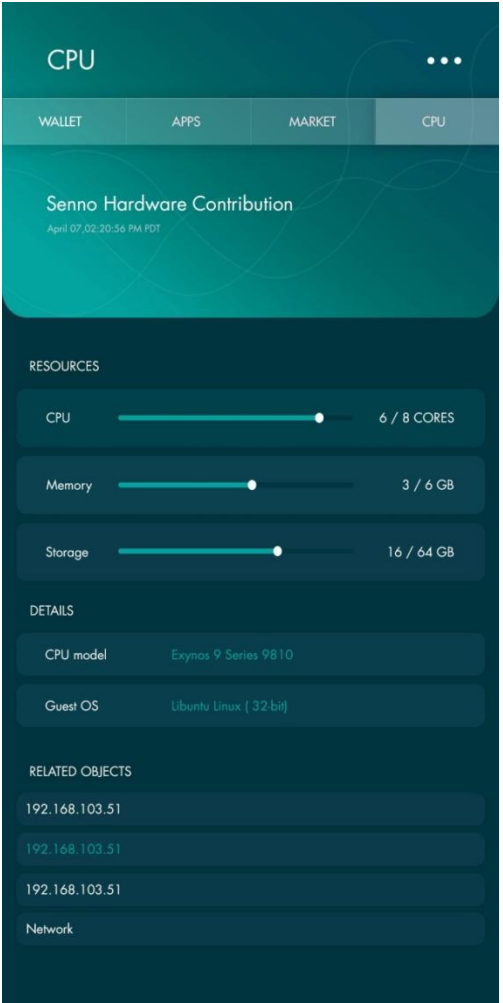 CPU
WALLET APPS MARKET CPU
Senno Hardware Contribution
April 07,02:20:56 PM PDT
RESOURCES
CPU 6 / 8 CORES
Memory 3 / 6 GB
Storage 16 / 64 GB
DETAILS
CPU model Exynos 9 Series 9810
Guest OS Libuntu Linux ( 32-bit)
RELATED OBJECTS
192.168.103.51
192.168.103.51
192.168.103.51
Network